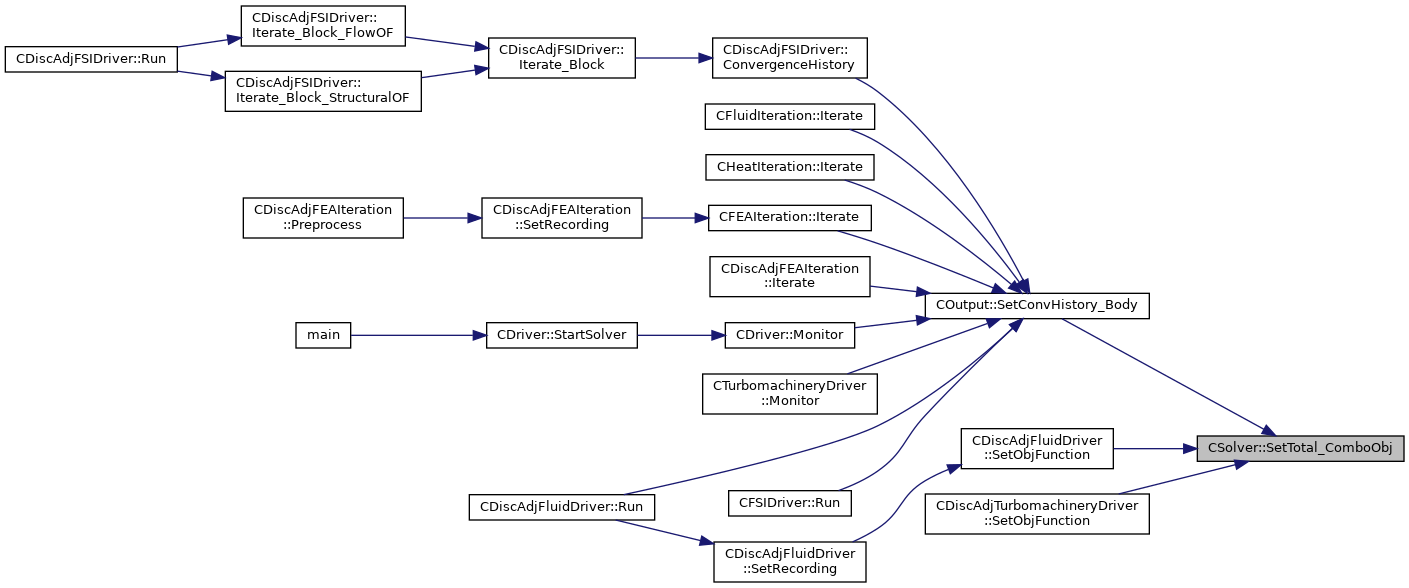 CDiscAdjFSIDriver::Run
CDiscAdjFSIDriver::
Iterate_Block_FlowOF
CDiscAdjFSIDriver::
Iterate_Block_StructuralOF
CDiscAdjFSIDriver::
Iterate_Block
CDiscAdjFSIDriver::
ConvergenceHistory
CFluidIteration::Iterate
CHeatIteration::Iterate
CDiscAdjFEAIteration
::Preprocess
CDiscAdjFEAIteration
::SetRecording
CFEAIteration::Iterate
CDiscAdjFEAIteration
::Iterate
COutput::SetConvHistory_Body
main
CDriver::StartSolver
CDriver::Monitor
CTurbomachineryDriver
::Monitor
CDiscAdjFluidDriver
::SetObjFunction
CSolver::SetTotal_ComboObj
CDiscAdjFluidDriver::Run
CFSIDriver::Run
CDiscAdjTurbomachineryDriver
::SetObjFunction
CDiscAdjFluidDriver
::SetRecording